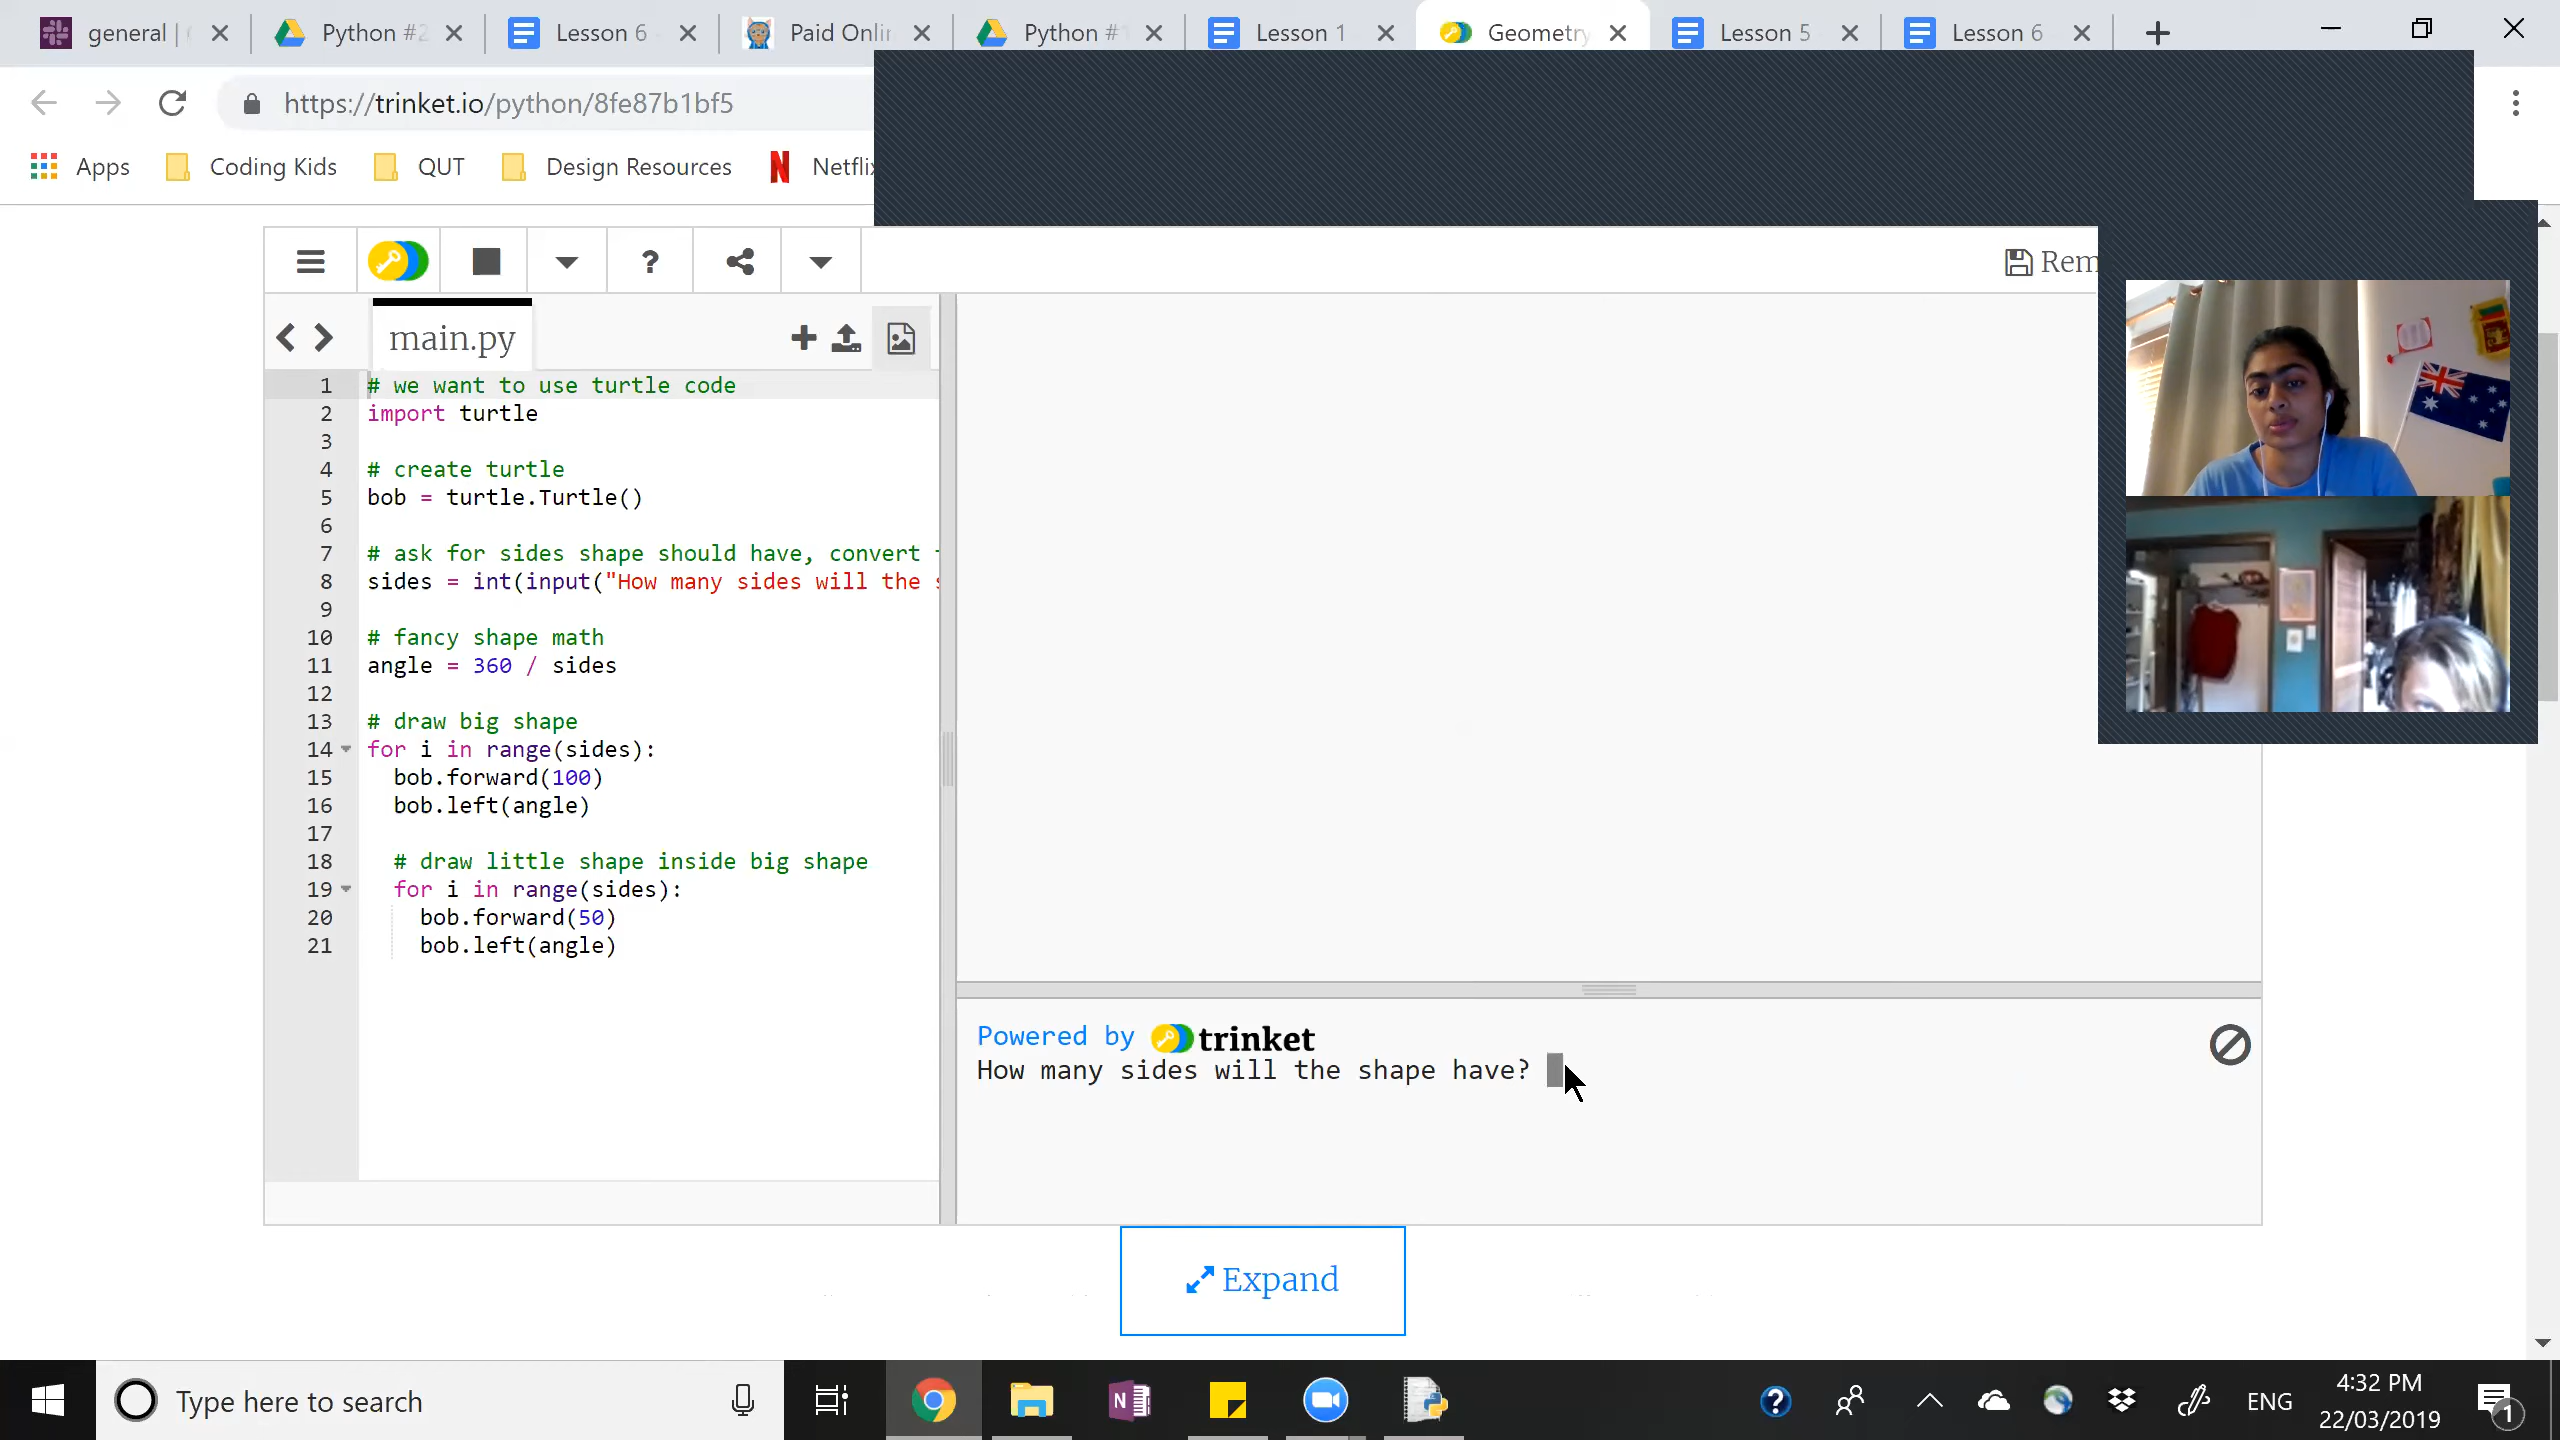 general |
Python #2
Lesson 6
Paid Onlin
Python #1
Lesson 1
Geometry
Lesson 5
Lesson 6
https://trinket.io/python/8fe87b1bf5
Apps
Coding Kids
QUT
Design Resources
N
Netflix
Rem
main.py
1 # we want to use turtle code
2 import turtle
3
4 # create turtle
5 bob = turtle.Turtle()
6
7 # ask for sides shape should have, convert
8 sides = int(input("How many sides will the
9
10 # fancy shape math
11 angle = 360 / sides
12
13 # draw big shape
14 for i in range(sides):
15 bob.forward(100)
16 bob.left(angle)
17
18 # draw little shape inside big shape
19 for i in range(sides):
20 bob.forward(50)
21 bob.left(angle)
Powered by trinket
How many sides will the shape have?
Expand
Type here to search
N
ENG
4:32 PM
22/03/2019
1